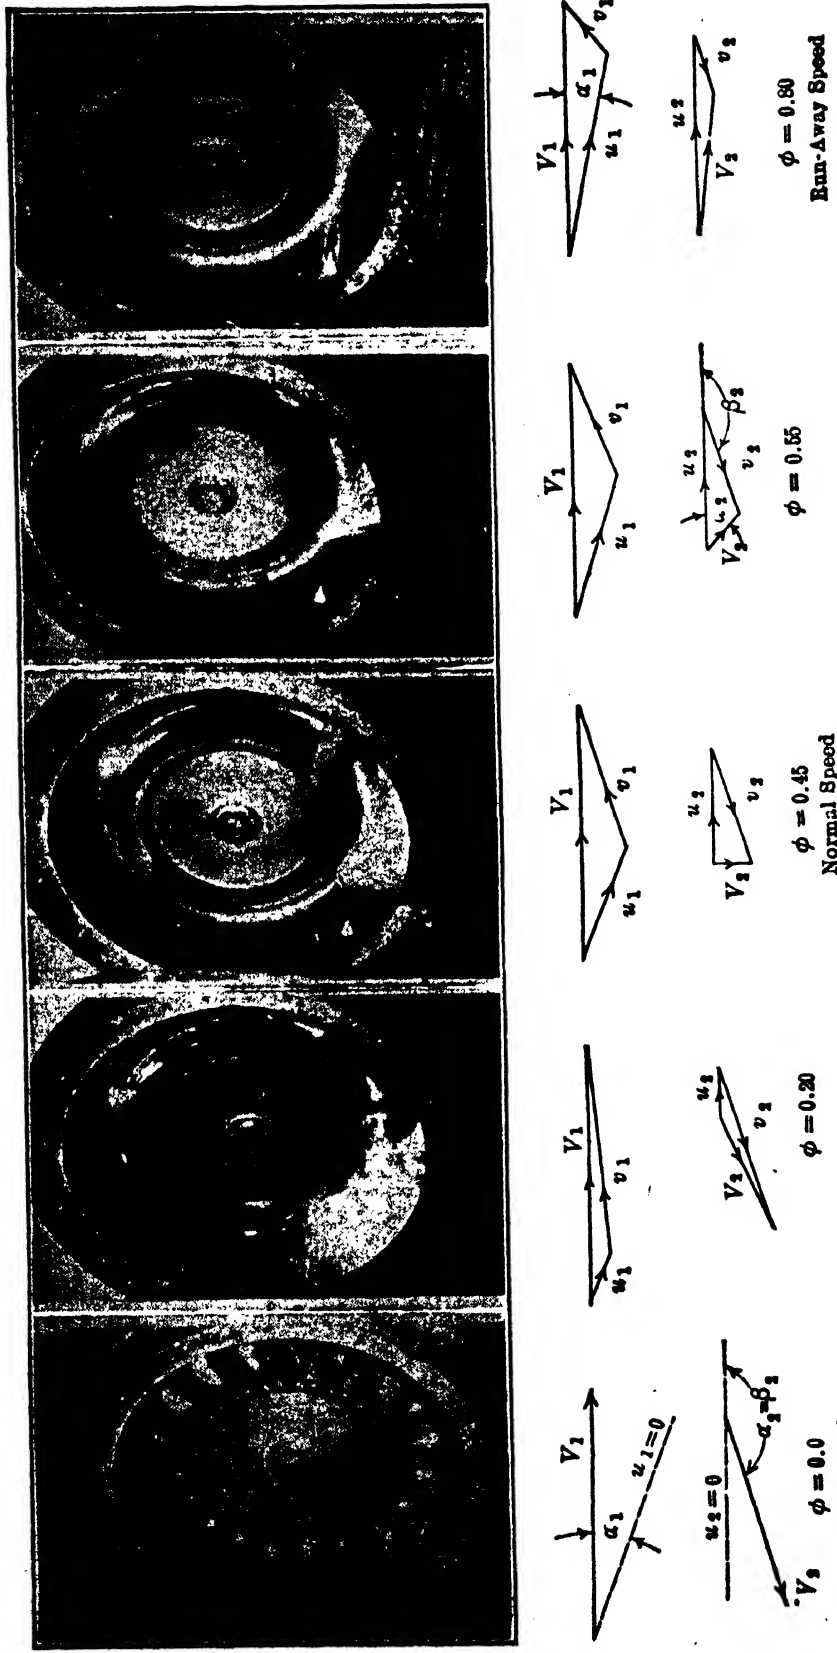 V₁
α₁
u₁=0
V₁
u₁
v₁
V₁
u₁
v₁
V₁
u₁
v₁
V₁
α₁
u₁
v₁
u₂=0
α₂=β₂
V₂
u₂
V₂
v₂
u₂
V₂
v₂
u₂
V₂
β₂
v₂
u₂
V₂
v₂
φ = 0.0
φ = 0.20
φ = 0.45
Normal Speed
φ = 0.55
φ = 0.80
Run-Away Speed